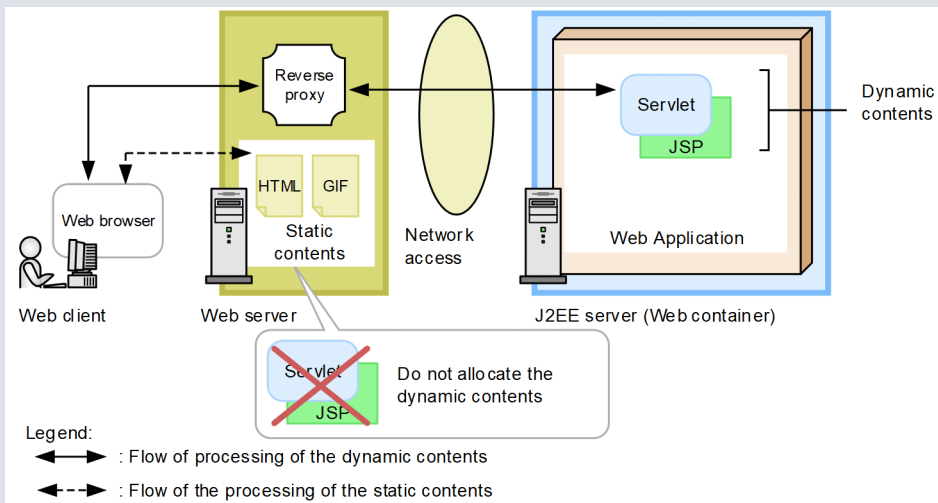 Reverse
proxy
Servlet
JSP
Dynamic
contents
HTML
GIF
Static
contents
Web browser
Network
access
Web Application
Web client
Web server
J2EE server (Web container)
Servlet
JSP
Do not allocate the
dynamic contents
Legend:
: Flow of processing of the dynamic contents
: Flow of the processing of the static contents